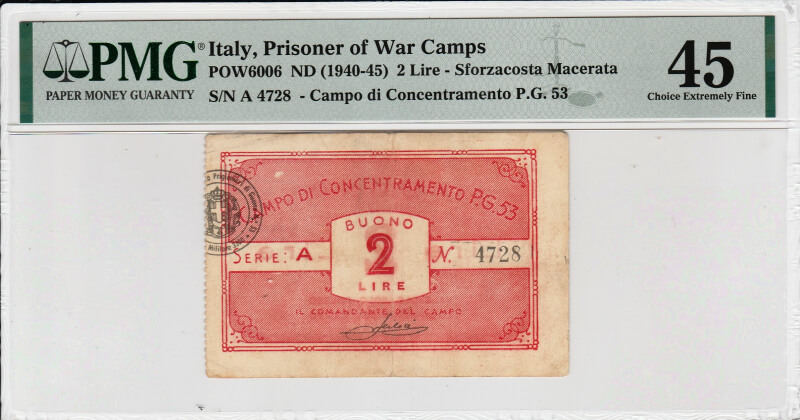 PMG®
PAPER MONEY GUARANTY
Italy, Prisoner of War Camps
POW6006 ND (1940-45) 2 Lire - Sforzacosta Macerata
S/N A 4728 - Campo di Concentramento P.G. 53
45
Choice Extremely Fine
CAMPO DI CONCENTRAMENTO P.G. 53
BUONO
SERIE: A
2
N. 4728
LIRE
IL COMANDANTE DEL CAMPO